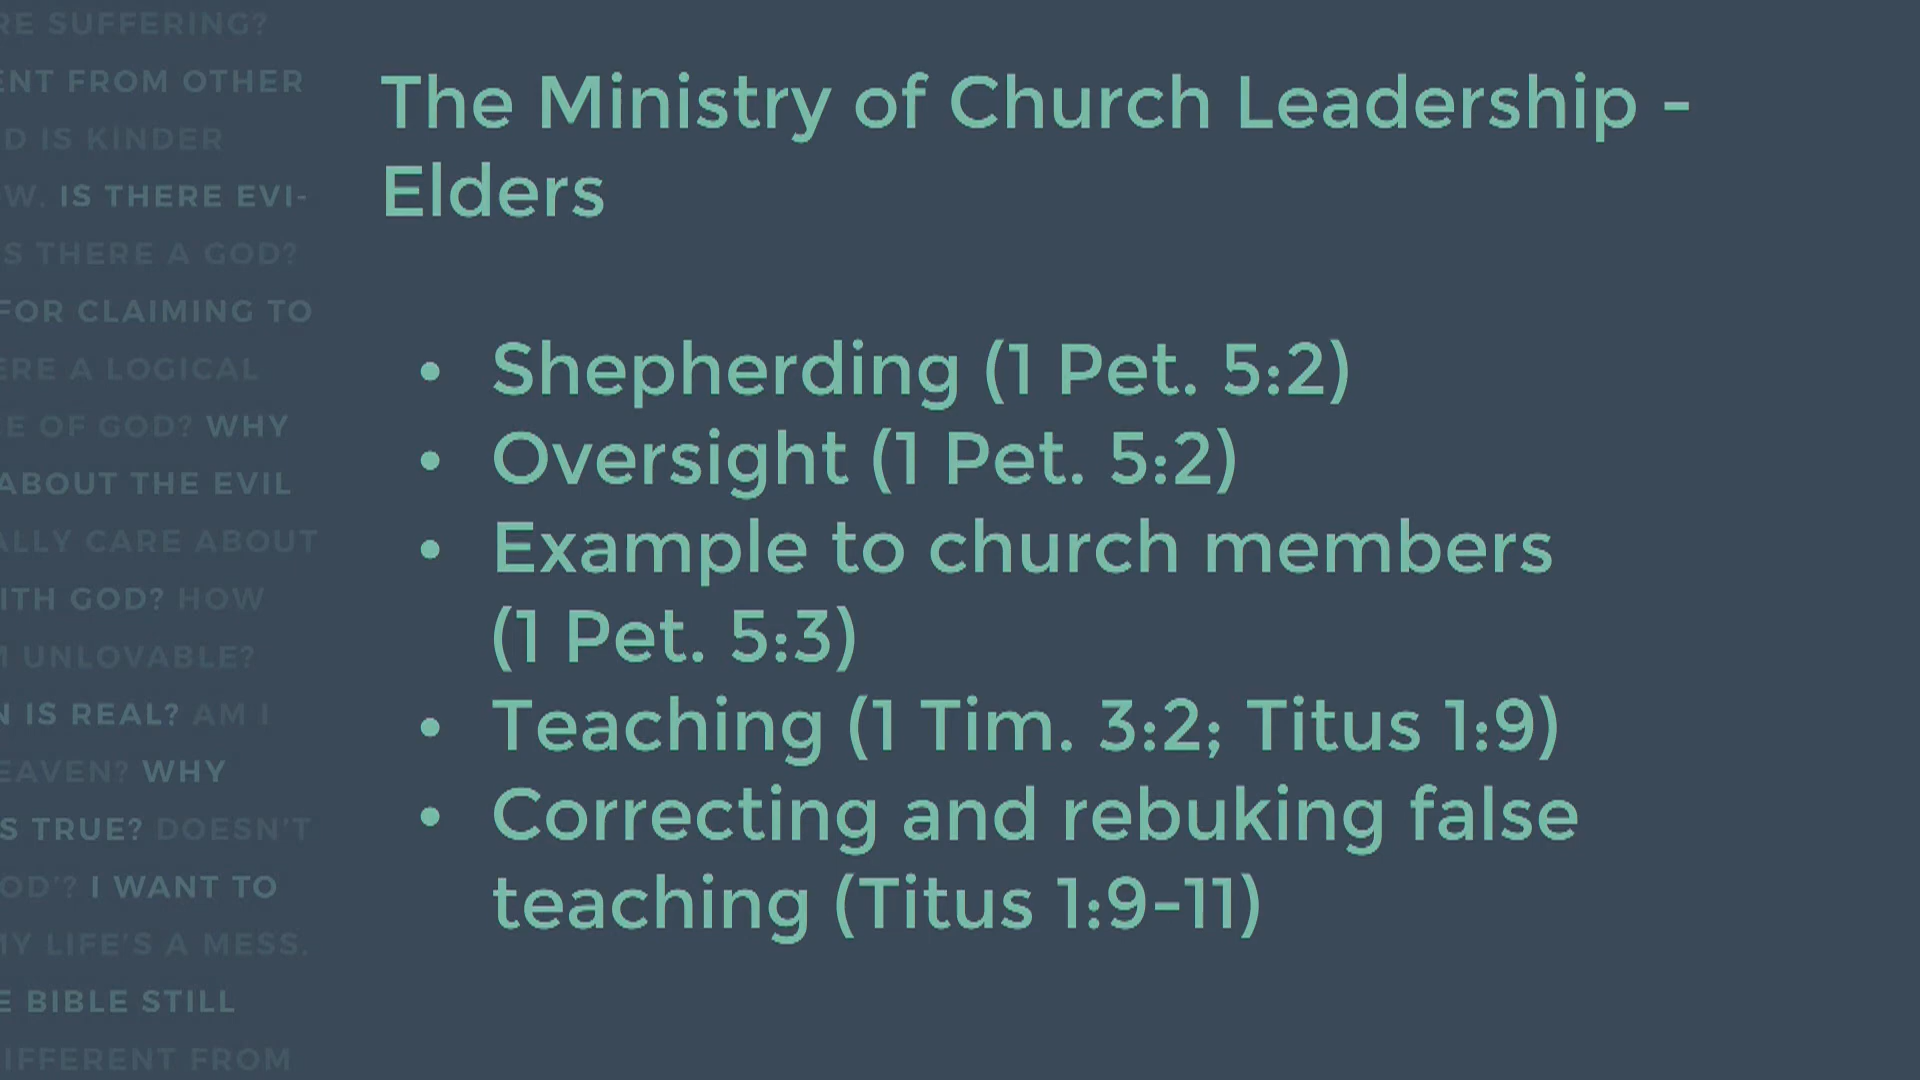 The Ministry of Church Leadership -
Elders
• Shepherding (1 Pet. 5:2)
• Oversight (1 Pet. 5:2)
• Example to church members
(1 Pet. 5:3)
• Teaching (1 Tim. 3:2; Titus 1:9)
• Correcting and rebuking false
teaching (Titus 1:9-11)
RE SUFFERING?
ENT FROM OTHER
D IS KINDER
OW. IS THERE EVI-
S THERE A GOD?
FOR CLAIMING TO
ERE A LOGICAL
E OF GOD? WHY
ABOUT THE EVIL
ALLY CARE ABOUT
ITH GOD? HOW
M UNLOVABLE?
N IS REAL? AM I
EAVEN? WHY
S TRUE? DOESN'T
OD'? I WANT TO
MY LIFE'S A MESS.
E BIBLE STILL
IFFERENT FROM